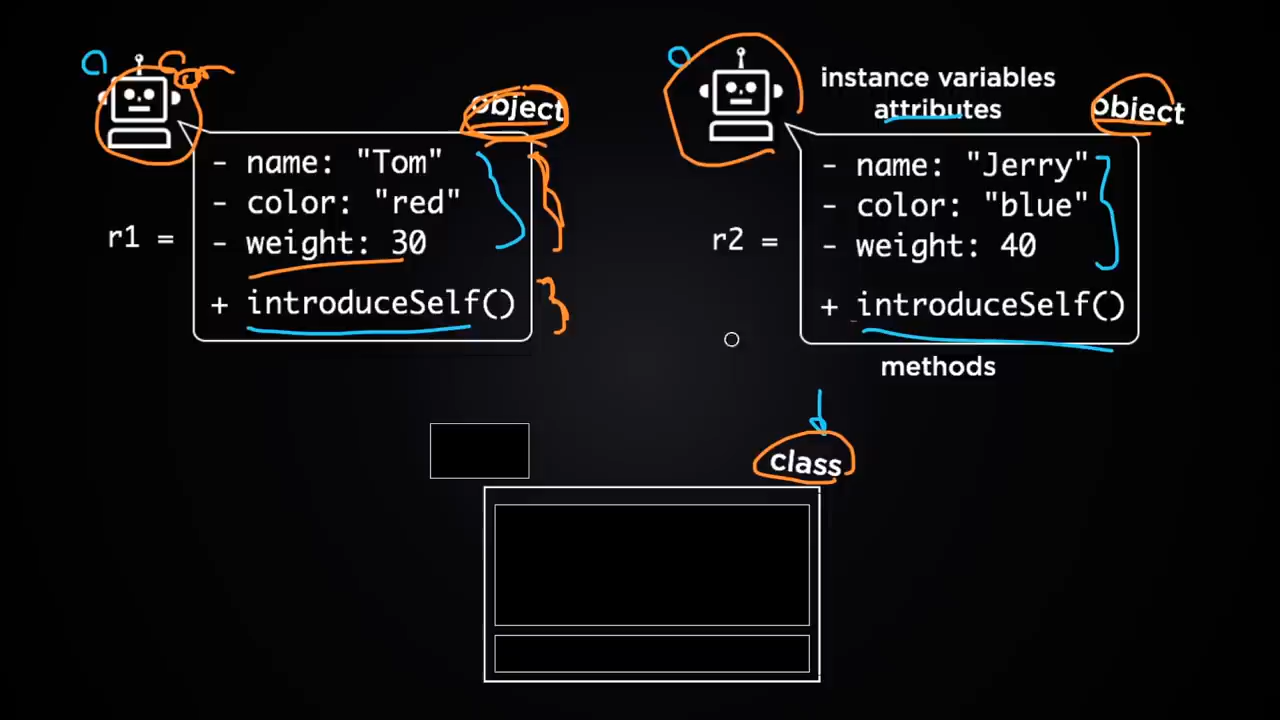 object
- name: "Tom"
- color: "red"
- weight: 30
+ introduceSelf()
r1 =
instance variables
attributes
object
- name: "Jerry"
- color: "blue"
- weight: 40
+ introduceSelf()
r2 =
methods
class